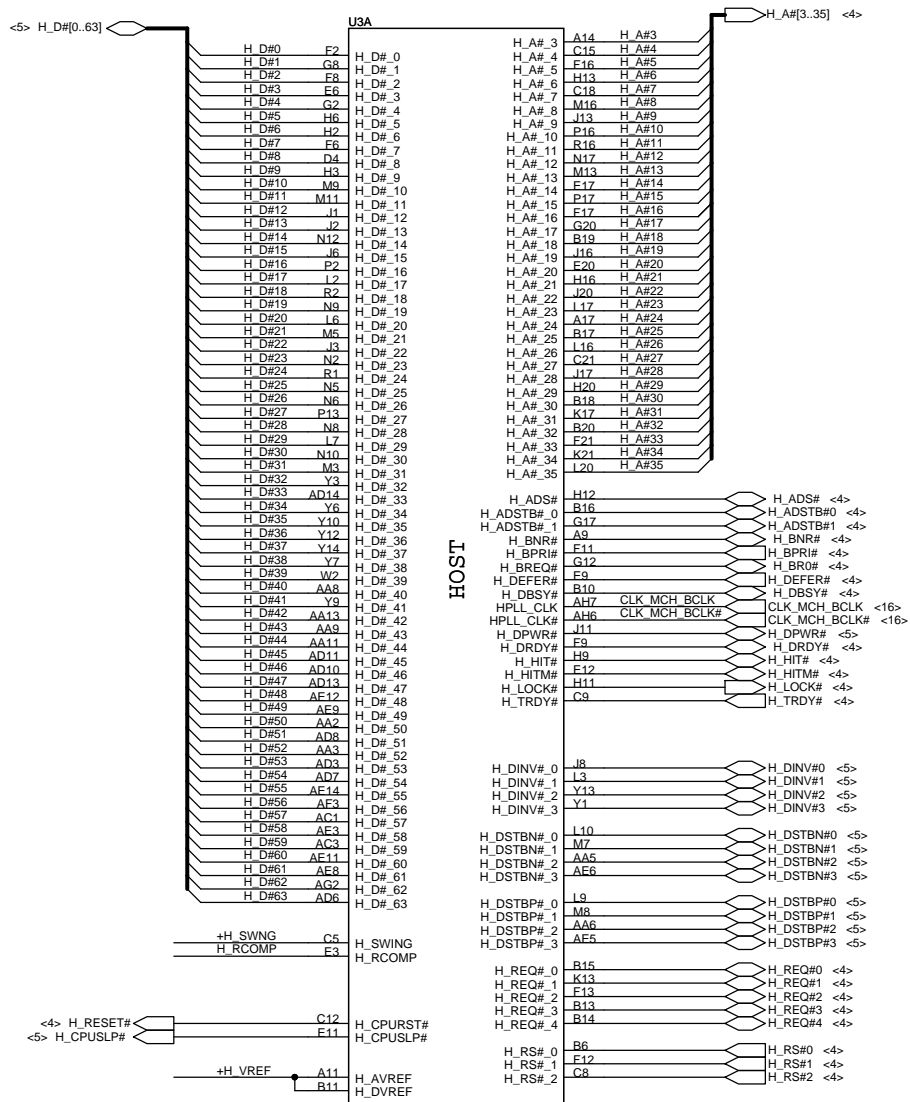 U3A
<5> H_D#[0..63]
H_D#0 F2 H_D#_0
H_D#1 G8 H_D#_1
H_D#2 F8 H_D#_2
H_D#3 E6 H_D#_3
H_D#4 G2 H_D#_4
H_D#5 H6 H_D#_5
H_D#6 H2 H_D#_6
H_D#7 F6 H_D#_7
H_D#8 D4 H_D#_8
H_D#9 H3 H_D#_9
H_D#10 M9 H_D#_10
H_D#11 M11 H_D#_11
H_D#12 J1 H_D#_12
H_D#13 J2 H_D#_13
H_D#14 N12 H_D#_14
H_D#15 J6 H_D#_15
H_D#16 P2 H_D#_16
H_D#17 L2 H_D#_17
H_D#18 R2 H_D#_18
H_D#19 N9 H_D#_19
H_D#20 L6 H_D#_20
H_D#21 M5 H_D#_21
H_D#22 J3 H_D#_22
H_D#23 N2 H_D#_23
H_D#24 R1 H_D#_24
H_D#25 N5 H_D#_25
H_D#26 N6 H_D#_26
H_D#27 P13 H_D#_27
H_D#28 N8 H_D#_28
H_D#29 L7 H_D#_29
H_D#30 N10 H_D#_30
H_D#31 M3 H_D#_31
H_D#32 Y3 H_D#_32
H_D#33 AD14 H_D#_33
H_D#34 Y6 H_D#_34
H_D#35 Y10 H_D#_35
H_D#36 Y12 H_D#_36
H_D#37 Y14 H_D#_37
H_D#38 Y7 H_D#_38
H_D#39 W2 H_D#_39
H_D#40 AA8 H_D#_40
H_D#41 Y9 H_D#_41
H_D#42 AA13 H_D#_42
H_D#43 AA9 H_D#_43
H_D#44 AA11 H_D#_44
H_D#45 AD11 H_D#_45
H_D#46 AD10 H_D#_46
H_D#47 AD13 H_D#_47
H_D#48 AE12 H_D#_48
H_D#49 AE9 H_D#_49
H_D#50 AA2 H_D#_50
H_D#51 AD8 H_D#_51
H_D#52 AA3 H_D#_52
H_D#53 AD3 H_D#_53
H_D#54 AD7 H_D#_54
H_D#55 AE14 H_D#_55
H_D#56 AF3 H_D#_56
H_D#57 AC1 H_D#_57
H_D#58 AE3 H_D#_58
H_D#59 AC3 H_D#_59
H_D#60 AE11 H_D#_60
H_D#61 AE8 H_D#_61
H_D#62 AG2 H_D#_62
H_D#63 AD6 H_D#_63
+H_SWNG C5 H_SWING
H_RCOMP E3 H_RCOMP
<4> H_RESET# C12 H_CPURST#
<5> H_CPUSLP# E11 H_CPUSLP#
+H_VREF A11 H_AVREF
B11 H_DVREF
HOST
H_A#[3..35] <4>
H_A#_3 A14 H_A#3
H_A#_4 C15 H_A#4
H_A#_5 F16 H_A#5
H_A#_6 H13 H_A#6
H_A#_7 C18 H_A#7
H_A#_8 M16 H_A#8
H_A#_9 J13 H_A#9
H_A#_10 P16 H_A#10
H_A#_11 R16 H_A#11
H_A#_12 N17 H_A#12
H_A#_13 M13 H_A#13
H_A#_14 E17 H_A#14
H_A#_15 P17 H_A#15
H_A#_16 F17 H_A#16
H_A#_17 G20 H_A#17
H_A#_18 B19 H_A#18
H_A#_19 J16 H_A#19
H_A#_20 E20 H_A#20
H_A#_21 H16 H_A#21
H_A#_22 J20 H_A#22
H_A#_23 L17 H_A#23
H_A#_24 A17 H_A#24
H_A#_25 B17 H_A#25
H_A#_26 L16 H_A#26
H_A#_27 C21 H_A#27
H_A#_28 J17 H_A#28
H_A#_29 H20 H_A#29
H_A#_30 B18 H_A#30
H_A#_31 K17 H_A#31
H_A#_32 B20 H_A#32
H_A#_33 F21 H_A#33
H_A#_34 K21 H_A#34
H_A#_35 L20 H_A#35
H_ADS# H12 H_ADS# <4>
H_ADSTB#_0 B16 H_ADSTB#0 <4>
H_ADSTB#_1 G17 H_ADSTB#1 <4>
H_BNR# A9 H_BNR# <4>
H_BPRI# F11 H_BPRI# <4>
H_BREQ# G12 H_BR0# <4>
H_DEFER# E9 H_DEFER# <4>
H_DBSY# B10 H_DBSY# <4>
HPLL_CLK AH7 CLK_MCH_BCLK CLK_MCH_BCLK <16>
HPLL_CLK# AH6 CLK_MCH_BCLK# CLK_MCH_BCLK# <16>
H_DPWR# J11 H_DPWR# <5>
H_DRDY# F9 H_DRDY# <4>
H_HIT# H9 H_HIT# <4>
H_HITM# E12 H_HITM# <4>
H_LOCK# H11 H_LOCK# <4>
H_TRDY# C9 H_TRDY# <4>
H_DINV#_0 J8 H_DINV#0 <5>
H_DINV#_1 L3 H_DINV#1 <5>
H_DINV#_2 Y13 H_DINV#2 <5>
H_DINV#_3 Y1 H_DINV#3 <5>
H_DSTBN#_0 L10 H_DSTBN#0 <5>
H_DSTBN#_1 M7 H_DSTBN#1 <5>
H_DSTBN#_2 AA5 H_DSTBN#2 <5>
H_DSTBN#_3 AE6 H_DSTBN#3 <5>
H_DSTBP#_0 L9 H_DSTBP#0 <5>
H_DSTBP#_1 M8 H_DSTBP#1 <5>
H_DSTBP#_2 AA6 H_DSTBP#2 <5>
H_DSTBP#_3 AE5 H_DSTBP#3 <5>
H_REQ#_0 B15 H_REQ#0 <4>
H_REQ#_1 K13 H_REQ#1 <4>
H_REQ#_2 F13 H_REQ#2 <4>
H_REQ#_3 B13 H_REQ#3 <4>
H_REQ#_4 B14 H_REQ#4 <4>
H_RS#_0 B6 H_RS#0 <4>
H_RS#_1 F12 H_RS#1 <4>
H_RS#_2 C8 H_RS#2 <4>